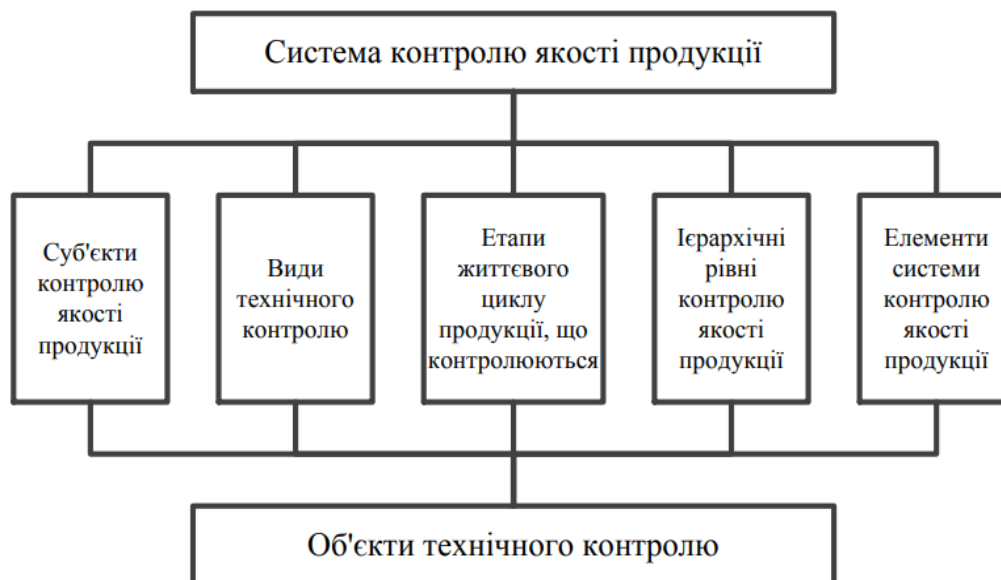 Система контролю якості продукції
Суб'єкти
контролю
якості
продукції
Види
технічного
контролю
Етапи
життєвого
циклу
продукції, що
контролюються
Ієрархічні
рівні
контролю
якості
продукції
Елементи
системи
контролю
якості
продукції
Об'єкти технічного контролю